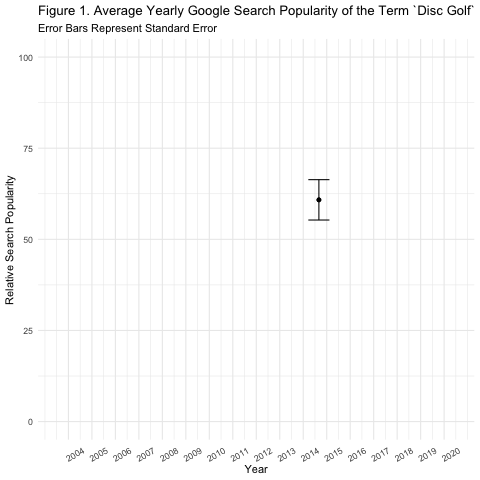 Figure 1. Average Yearly Google Search Popularity of the Term `Disc Golf`
Error Bars Represent Standard Error
100
75
50
25
0
Relative Search Popularity
2004 2005 2006 2007 2008 2009 2010 2011 2012 2013 2014 2015 2016 2017 2018 2019 2020
Year